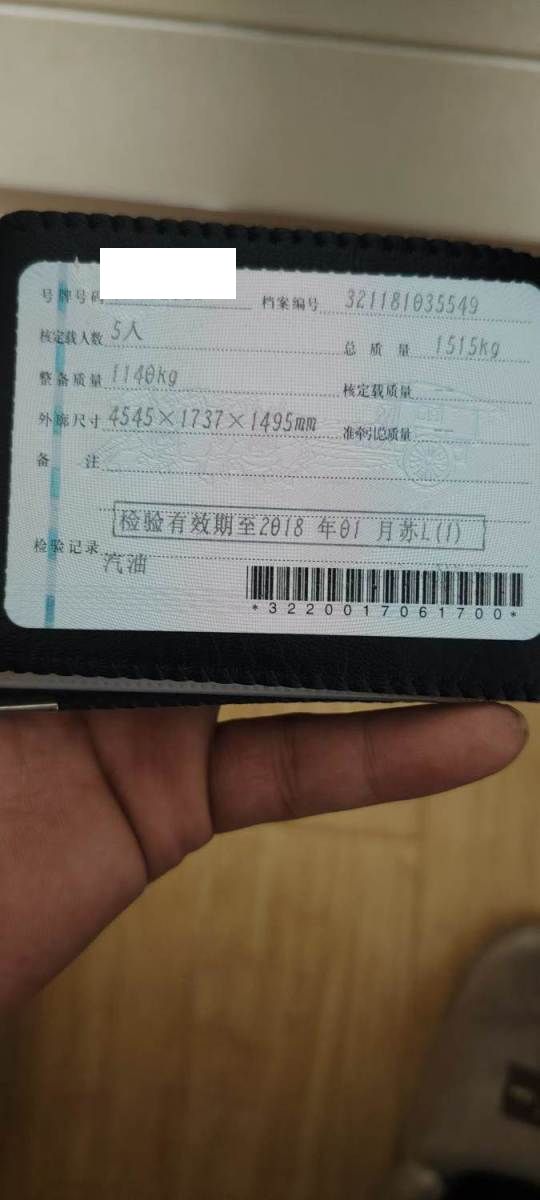 号牌号码 档案编号 321181035549
核定载人数 5人 总质量 1515kg
整备质量 1140kg 核定载质量 --
外廓尺寸 4545×1737×1495mm 准牵引总质量 --
备注
检验有效期至2018年01月苏L(1)
检验记录
汽油
*3220017061700*